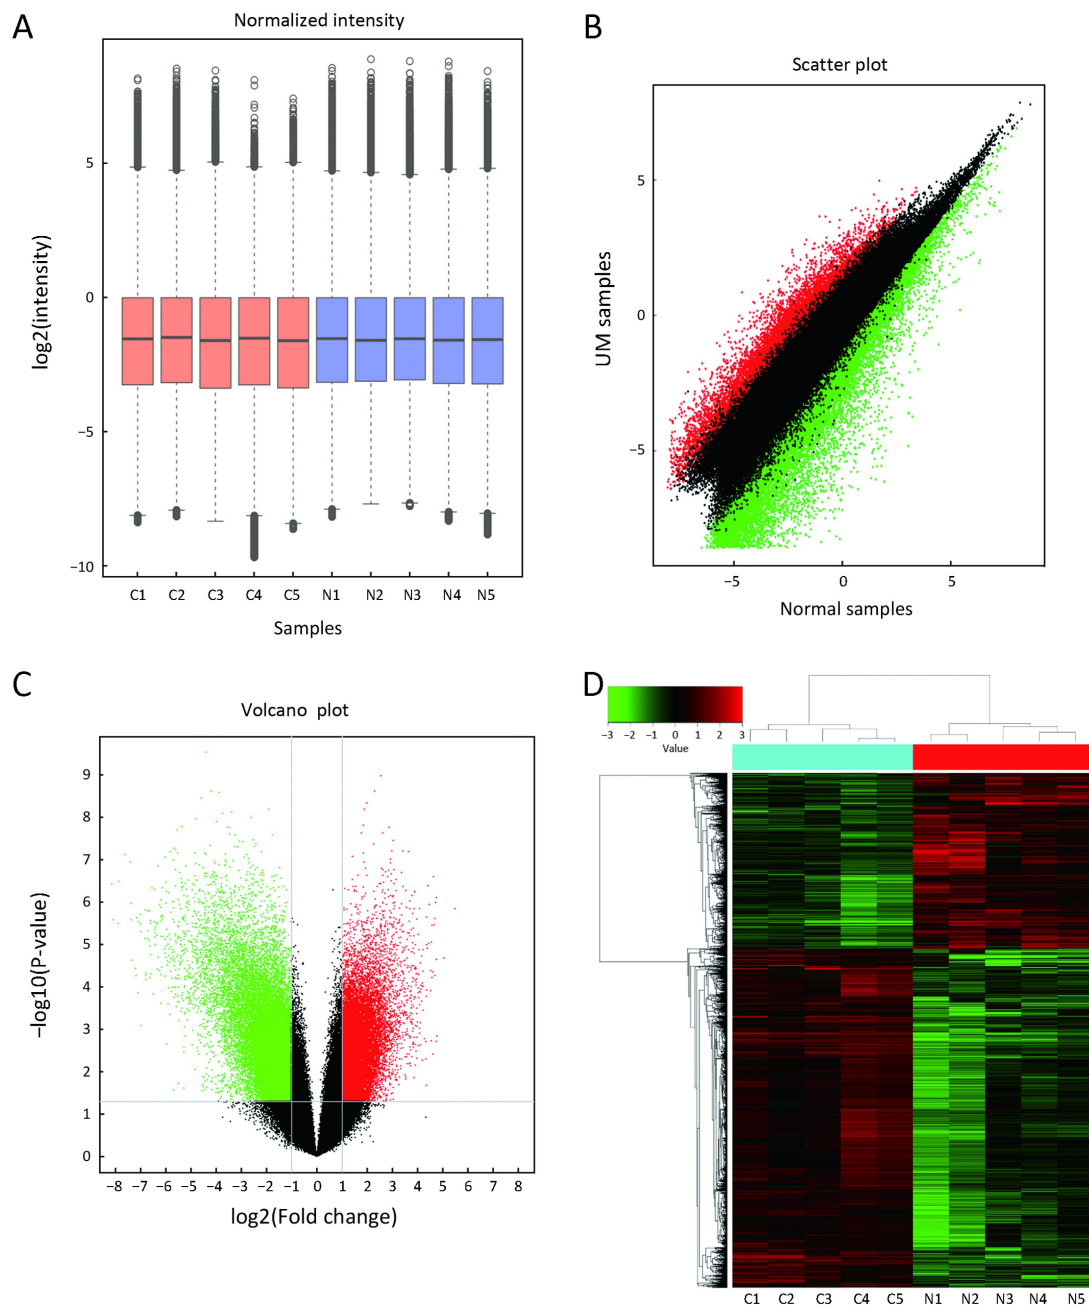 A
Normalized intensity
log2(intensity)
5
0
−5
−10
C1 C2 C3 C4 C5 N1 N2 N3 N4 N5
Samples
B
Scatter plot
UM samples
5
0
−5
−5 0 5
Normal samples
C
Volcano plot
−log10(P-value)
9
8
7
6
5
4
3
2
1
0
−8 −7 −6 −5 −4 −3 −2 −1 0 1 2 3 4 5 6 7 8
log2(Fold change)
D
−3 −2 −1 0 1 2 3
Value
C1 C2 C3 C4 C5 N1 N2 N3 N4 N5